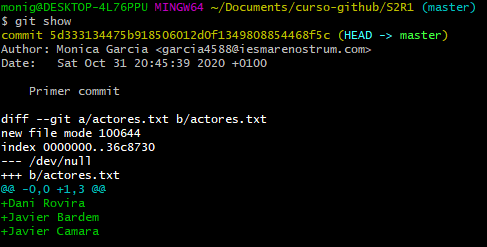 monig@DESKTOP-4L76PPU MINGW64 ~/Documents/curso-github/S2R1 (master)
$ git show
commit 5d333134475b918506012d0f1349808854468f5c (HEAD -> master)
Author: Monica Garcia <garcia4588@iesmarenostrum.com>
Date:   Sat Oct 31 20:45:39 2020 +0100

    Primer commit

diff --git a/actores.txt b/actores.txt
new file mode 100644
index 0000000..36c8730
--- /dev/null
+++ b/actores.txt
@@ -0,0 +1,3 @@
+Dani Rovira
+Javier Bardem
+Javier Camara